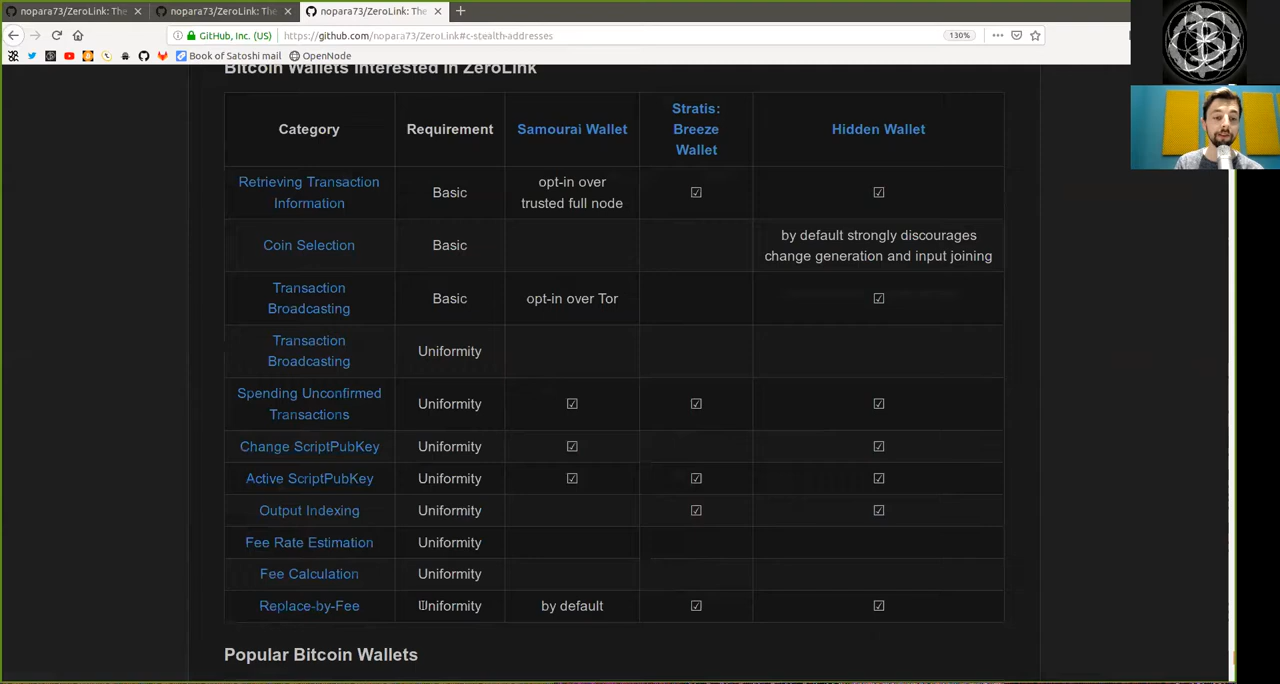 nopara73/ZeroLink: The
nopara73/ZeroLink: The
nopara73/ZeroLink: The
GitHub, Inc. (US)
https://github.com/nopara73/ZeroLink#c-stealth-addresses
130%
Book of Satoshi mail
OpenNode
Bitcoin Wallets Interested in ZeroLink
Category
Requirement
Samourai Wallet
Stratis:
Breeze
Wallet
Hidden Wallet
Retrieving Transaction
Information
Basic
opt-in over
trusted full node
☑
☑
Coin Selection
Basic
by default strongly discourages
change generation and input joining
Transaction
Broadcasting
Basic
opt-in over Tor
☑
Transaction
Broadcasting
Uniformity
Spending Unconfirmed
Transactions
Uniformity
☑
☑
☑
Change ScriptPubKey
Uniformity
☑
☑
Active ScriptPubKey
Uniformity
☑
☑
☑
Output Indexing
Uniformity
☑
☑
Fee Rate Estimation
Uniformity
Fee Calculation
Uniformity
Replace-by-Fee
Uniformity
by default
☑
☑
Popular Bitcoin Wallets